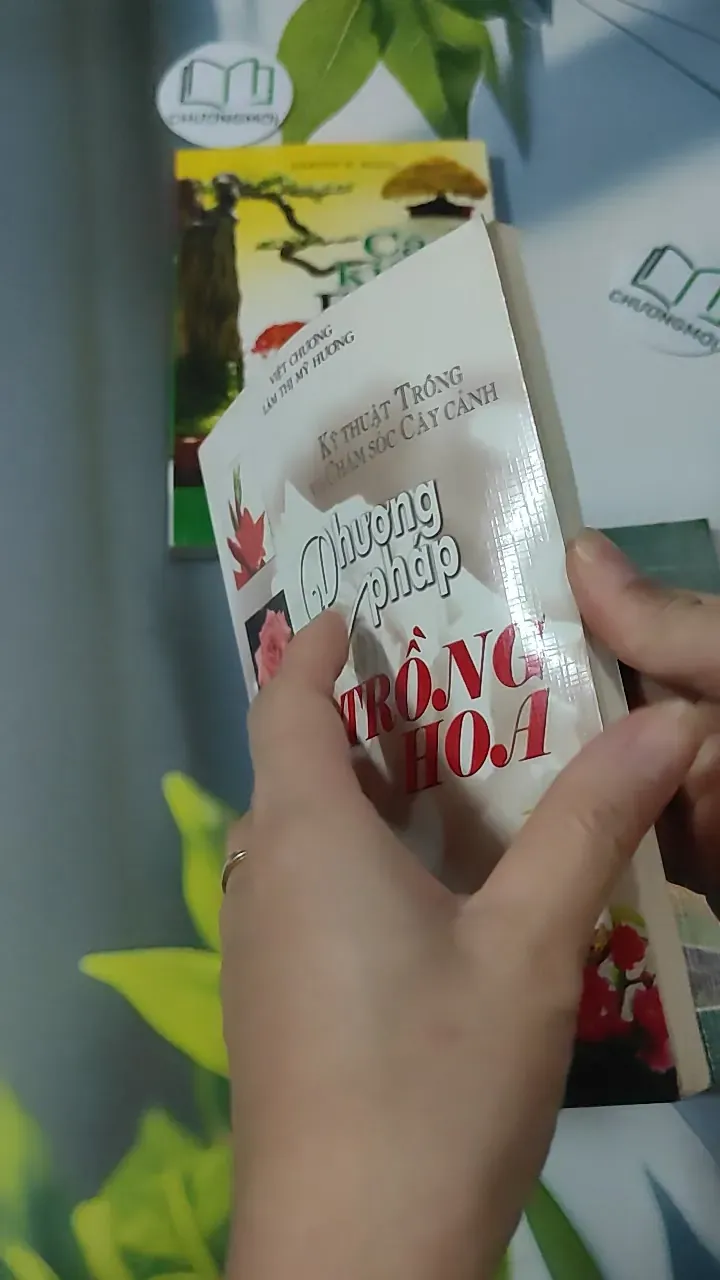 CHUONGMOI
CHUONGMOI
VIỆT CHƯƠNG
LÂM THỊ MỸ HƯƠNG
KỸ THUẬT TRỒNG
CHĂM SÓC CÂY CẢNH
Phương
pháp
TRỒNG
HOA